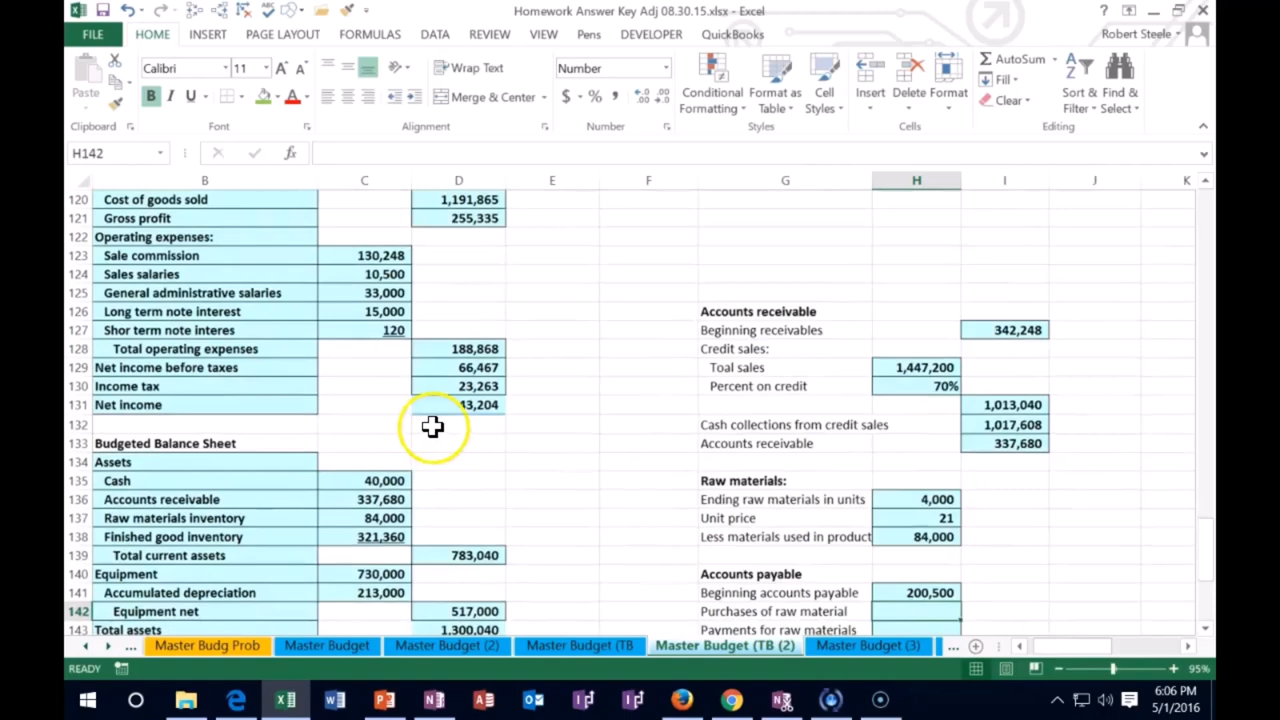 Homework Answer Key Adj 08.30.15.xlsx - Excel
FILE HOME INSERT PAGE LAYOUT FORMULAS DATA REVIEW VIEW Pens DEVELOPER QuickBooks Robert Steele
Paste Calibri 11 Wrap Text Number Conditional Formatting Format as Table Cell Styles Insert Delete Format AutoSum Fill Clear Sort & Filter Find & Select
B I U Merge & Center $ % ,
Clipboard Font Alignment Number Styles Cells Editing
H142 fx
B C D E F G H I J K
120 Cost of goods sold 1,191,865
121 Gross profit 255,335
122 Operating expenses:
123 Sale commission 130,248
124 Sales salaries 10,500
125 General administrative salaries 33,000
126 Long term note interest 15,000 Accounts receivable
127 Shor term note interes 120 Beginning receivables 342,248
128 Total operating expenses 188,868 Credit sales:
129 Net income before taxes 66,467 Toal sales 1,447,200
130 Income tax 23,263 Percent on credit 70%
131 Net income 43,204 1,013,040
132 Cash collections from credit sales 1,017,608
133 Budgeted Balance Sheet Accounts receivable 337,680
134 Assets
135 Cash 40,000 Raw materials:
136 Accounts receivable 337,680 Ending raw materials in units 4,000
137 Raw materials inventory 84,000 Unit price 21
138 Finished good inventory 321,360 Less materials used in product 84,000
139 Total current assets 783,040
140 Equipment 730,000 Accounts payable
141 Accumulated depreciation 213,000 Beginning accounts payable 200,500
142 Equipment net 517,000 Purchases of raw material
143 Total assets 1,300,040 Payments for raw materials
... Master Budg Prob Master Budget Master Budget (2) Master Budget (TB Master Budget (TB (2) Master Budget (3) ...
READY 95%
6:06 PM
5/1/2016